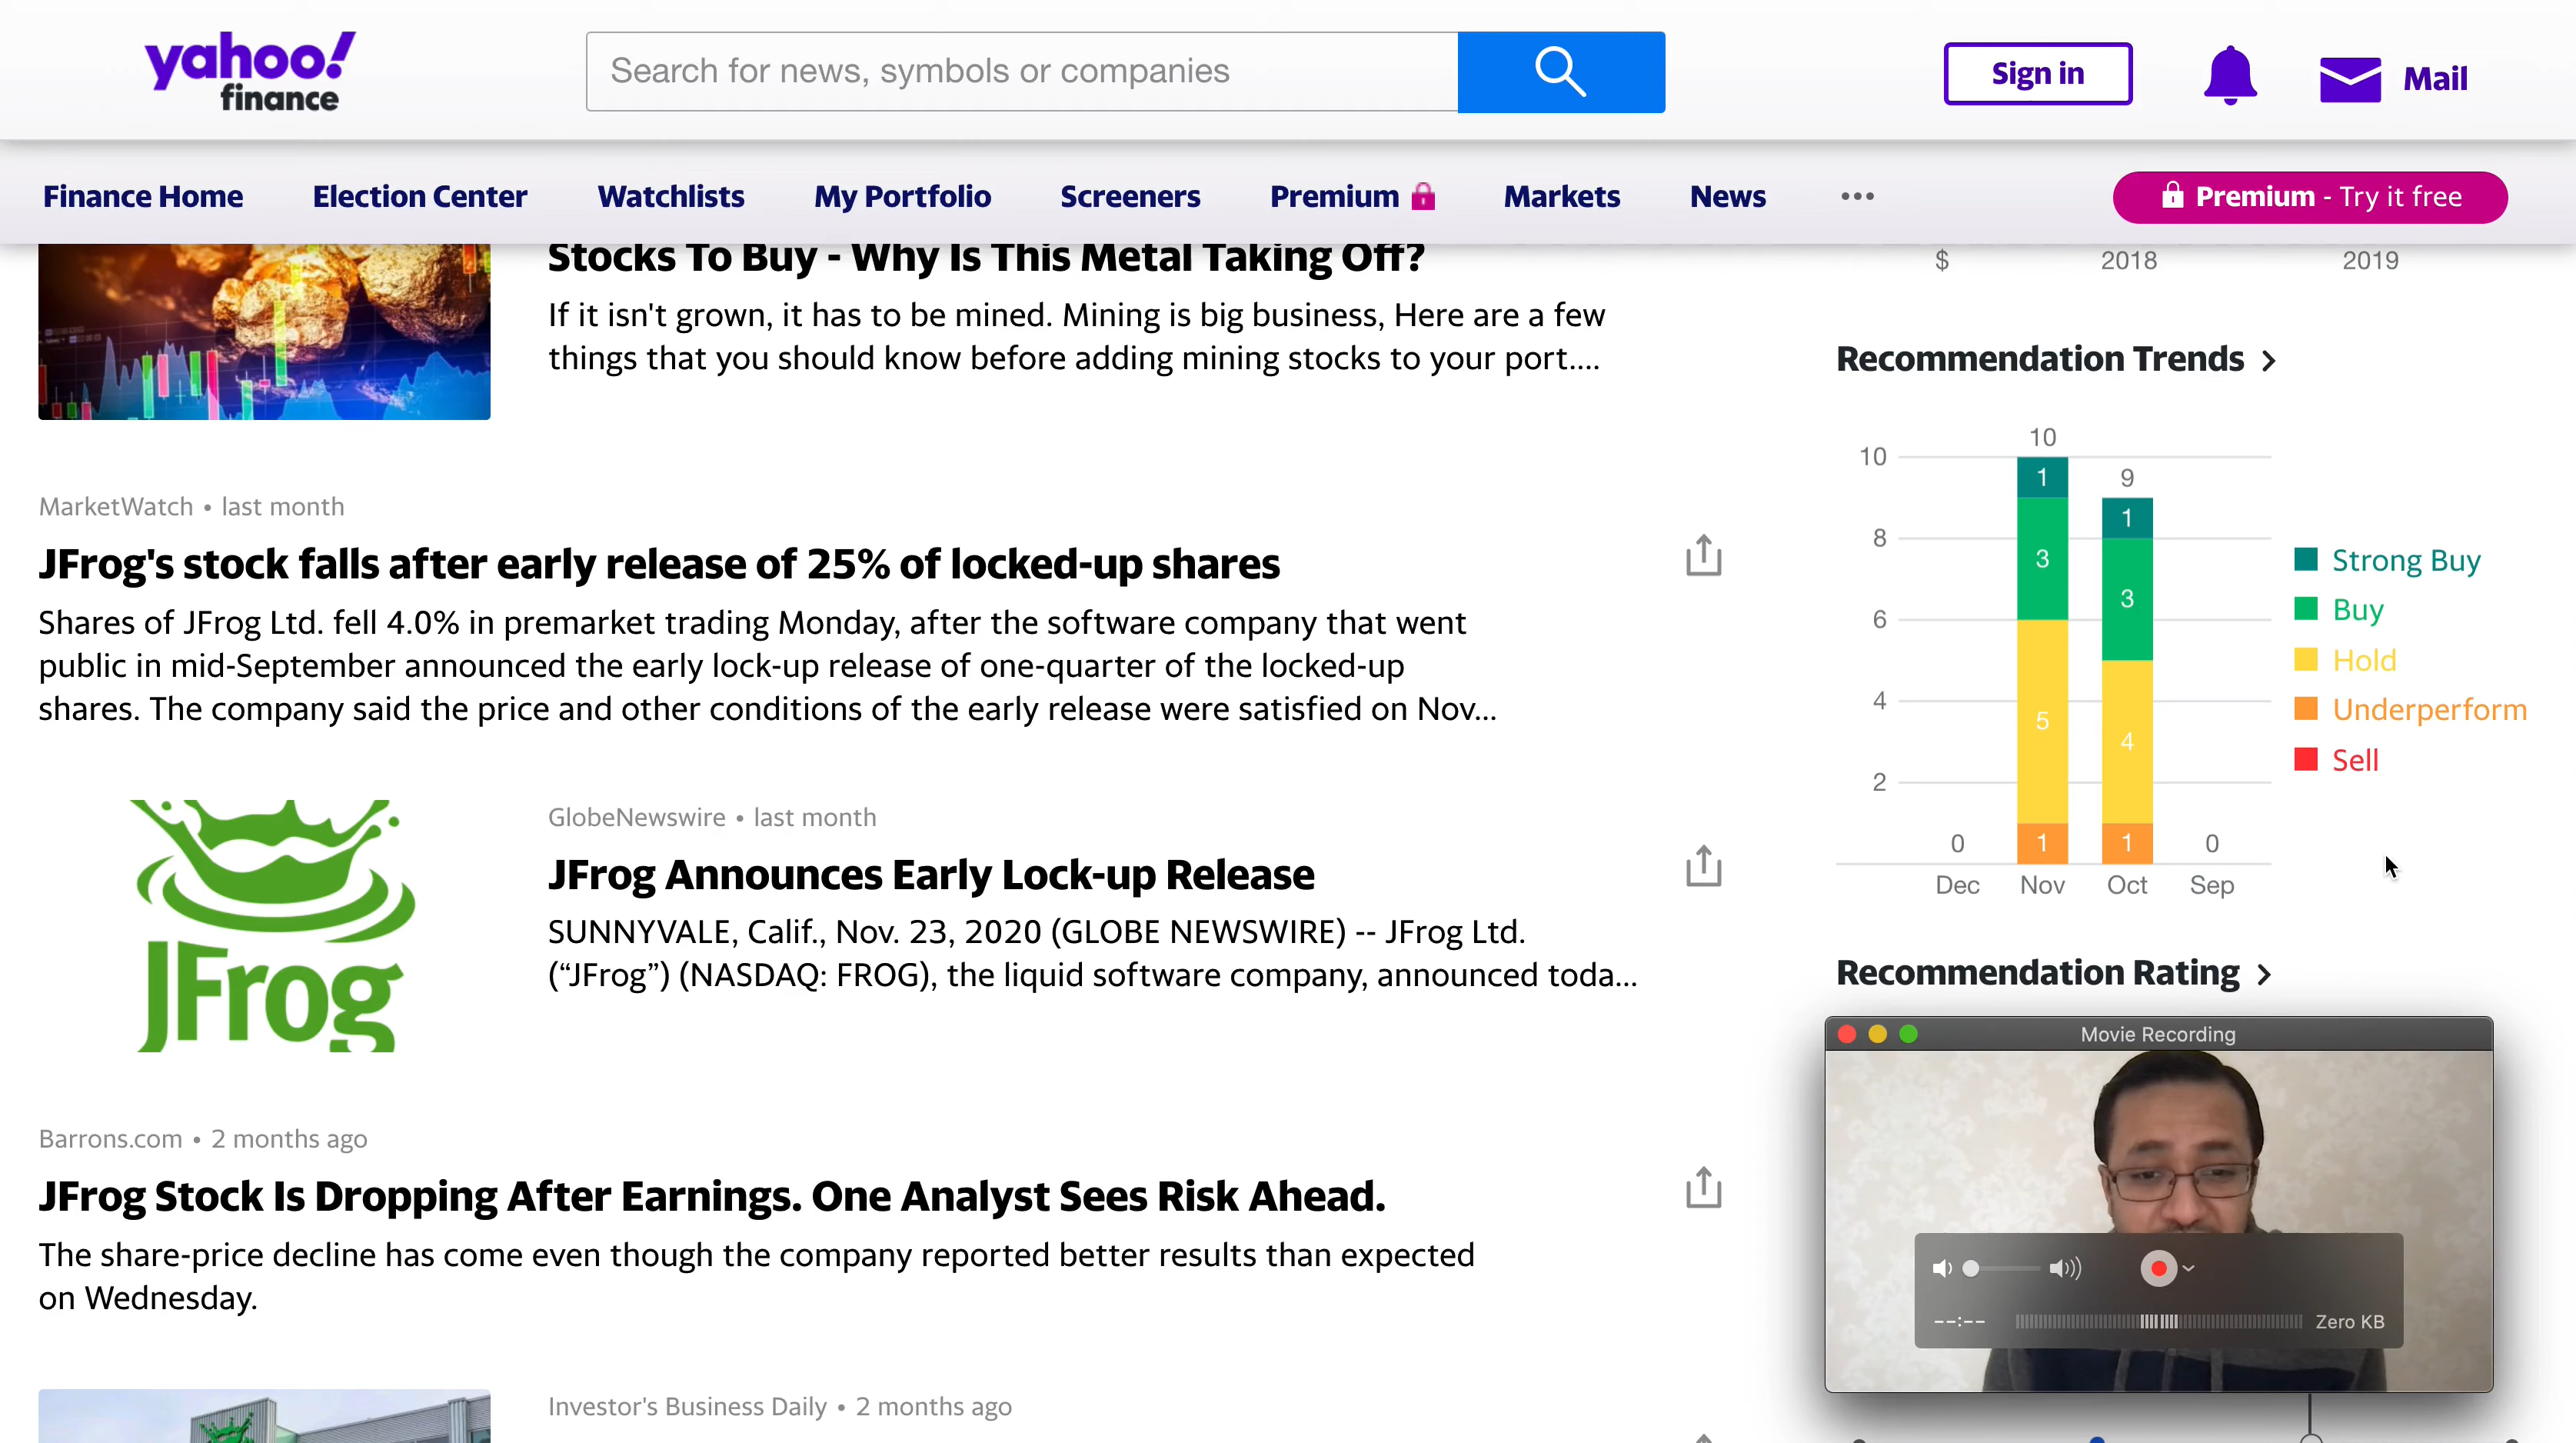 yahoo!
finance
Search for news, symbols or companies
Sign in
Mail
Finance Home
Election Center
Watchlists
My Portfolio
Screeners
Premium
Markets
News
Premium - Try it free
Stocks To Buy - Why Is This Metal Taking Off?
If it isn't grown, it has to be mined. Mining is big business, Here are a few
things that you should know before adding mining stocks to your port....
MarketWatch • last month
JFrog's stock falls after early release of 25% of locked-up shares
Shares of JFrog Ltd. fell 4.0% in premarket trading Monday, after the software company that went
public in mid-September announced the early lock-up release of one-quarter of the locked-up
shares. The company said the price and other conditions of the early release were satisfied on Nov...
JFrog
GlobeNewswire • last month
JFrog Announces Early Lock-up Release
SUNNYVALE, Calif., Nov. 23, 2020 (GLOBE NEWSWIRE) -- JFrog Ltd.
(“JFrog”) (NASDAQ: FROG), the liquid software company, announced toda...
Barrons.com • 2 months ago
JFrog Stock Is Dropping After Earnings. One Analyst Sees Risk Ahead.
The share-price decline has come even though the company reported better results than expected
on Wednesday.
Investor's Business Daily • 2 months ago
$ 2018 2019
Recommendation Trends
10
10
9
1
1
8
3
3
6
4
5
4
2
0
1
1
0
Dec Nov Oct Sep
Strong Buy
Buy
Hold
Underperform
Sell
Recommendation Rating
Movie Recording
--:--
Zero KB